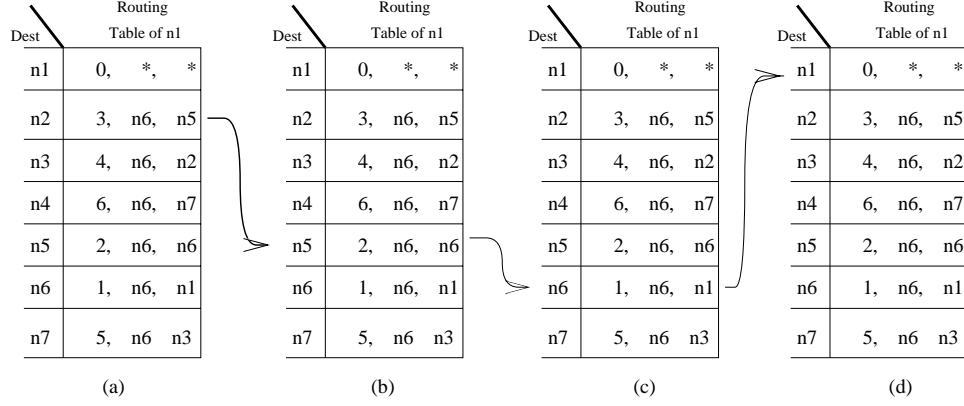 Routing Routing Routing Routing
Dest Table of n1 Dest Table of n1 Dest Table of n1 Dest Table of n1
n1 0, *, * n1 0, *, * n1 0, *, * n1 0, *, *
n2 3, n6, n5 n2 3, n6, n5 n2 3, n6, n5 n2 3, n6, n5
n3 4, n6, n2 n3 4, n6, n2 n3 4, n6, n2 n3 4, n6, n2
n4 6, n6, n7 n4 6, n6, n7 n4 6, n6, n7 n4 6, n6, n7
n5 2, n6, n6 n5 2, n6, n6 n5 2, n6, n6 n5 2, n6, n6
n6 1, n6, n1 n6 1, n6, n1 n6 1, n6, n1 n6 1, n6, n1
n7 5, n6 n3 n7 5, n6 n3 n7 5, n6 n3 n7 5, n6 n3
(a) (b) (c) (d)